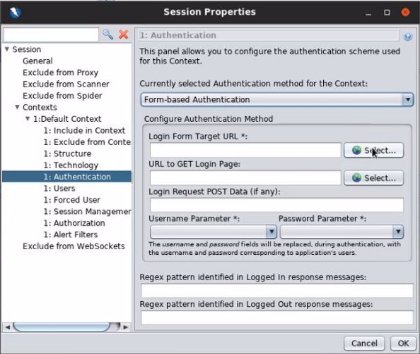 Session Properties
Session
General
Exclude from Proxy
Exclude from Scanner
Exclude from Spider
Contexts
1:Default Context
1: Include in Context
1: Exclude from Conte
1: Structure
1: Technology
1: Authentication
1: Users
1: Forced User
1: Session Managemer
1: Authorization
1: Alert Filters
Exclude from WebSockets
1: Authentication
This panel allows you to configure the authentication scheme used
for this Context.
Currently selected Authentication method for the Context:
Form-based Authentication
Configure Authentication Method
Login Form Target URL *:
Select...
URL to GET Login Page:
Select...
Login Request POST Data (if any):
Username Parameter *: Password Parameter *:
The username and password fields will be replaced, during authentication, with
the username and password corresponding to application's users.
Regex pattern identified in Logged In response messages:
Regex pattern identified in Logged Out response messages:
Cancel OK